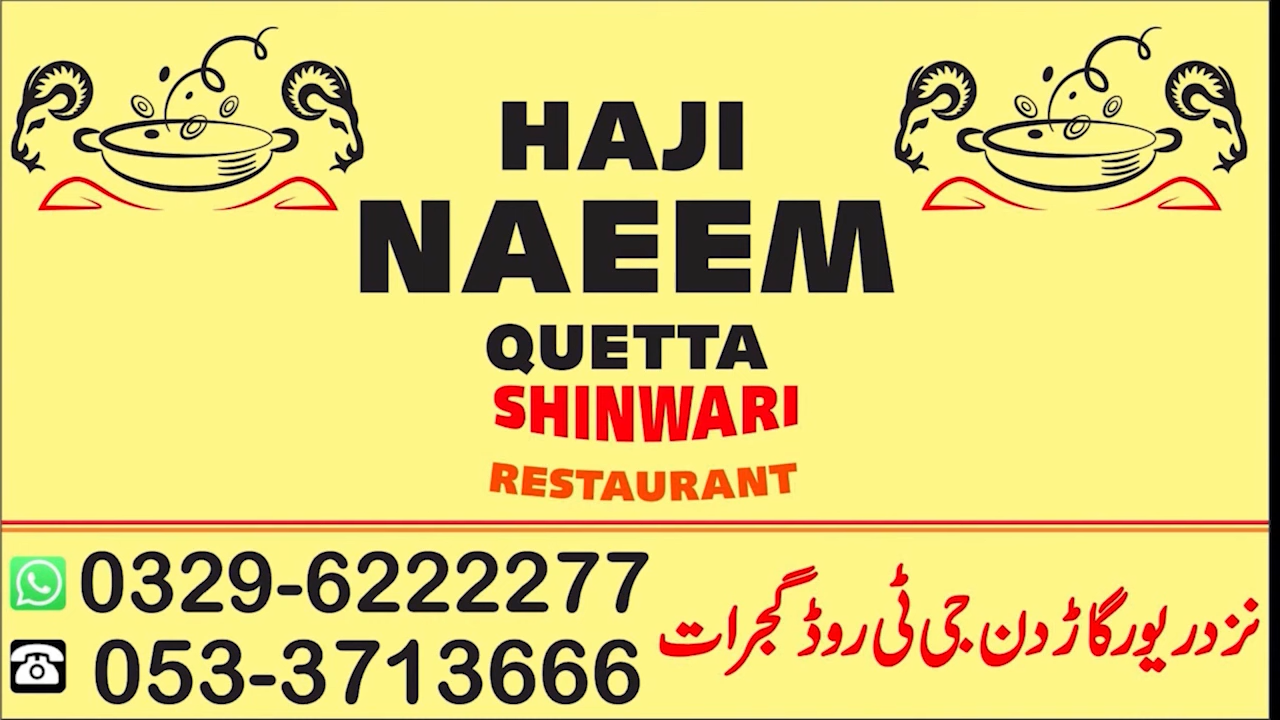 HAJI
NAEEM
QUETTA
SHINWARI
RESTAURANT
0329-6222277
053-3713666
نزد ریور گارڈن جی ٹی روڈ گجرات